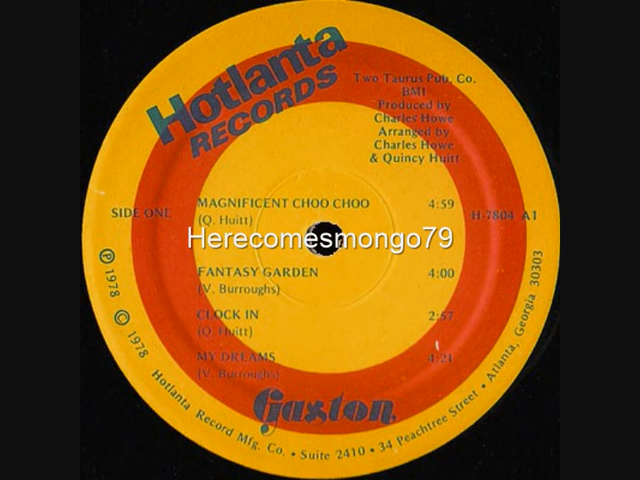 Hotlanta
RECORDS
Two Taurus Pub. Co.
BMI
Produced by
Charles Howe
Arranged by
Charles Howe
& Quincy Huitt
SIDE ONE
H-7804 A1
MAGNIFICENT CHOO CHOO 4:59
(Q. Huitt)
Herecomesmongo79
FANTASY GARDEN 4:00
(V. Burroughs)
CLOCK IN 2:57
(Q. Huitt)
MY DREAMS 4:21
(V. Burroughs)
Gaxton
℗ 1978 © 1978 Hotlanta Record Mfg. Co. • Suite 2410 • 34 Peachtree Street • Atlanta, Georgia 30303